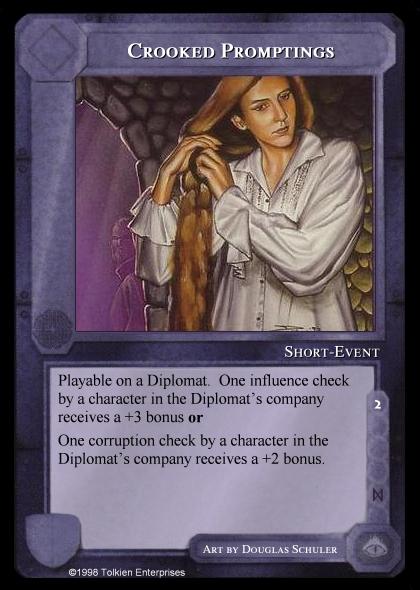 Crooked Promptings
Short-Event
Playable on a Diplomat. One influence check
by a character in the Diplomat's company
receives a +3 bonus or
One corruption check by a character in the
Diplomat's company receives a +2 bonus.
2
Art by Douglas Schuler
©1998 Tolkien Enterprises